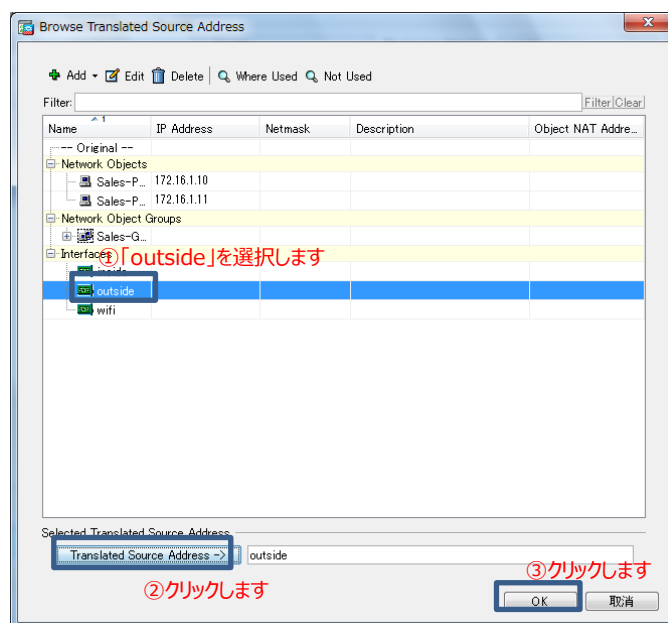 Browse Translated Source Address
Add Edit Delete Where Used Not Used
Filter: Filter Clear
Name 1 IP Address Netmask Description Object NAT Addre...
-- Original --
Network Objects
Sales-P... 172.16.1.10
Sales-P... 172.16.1.11
Network Object Groups
Sales-G...
Interfaces
①「outside」を選択します
inside
outside
wifi
Selected Translated Source Address
Translated Source Address -> outside
②クリックします
③クリックします
OK 取消